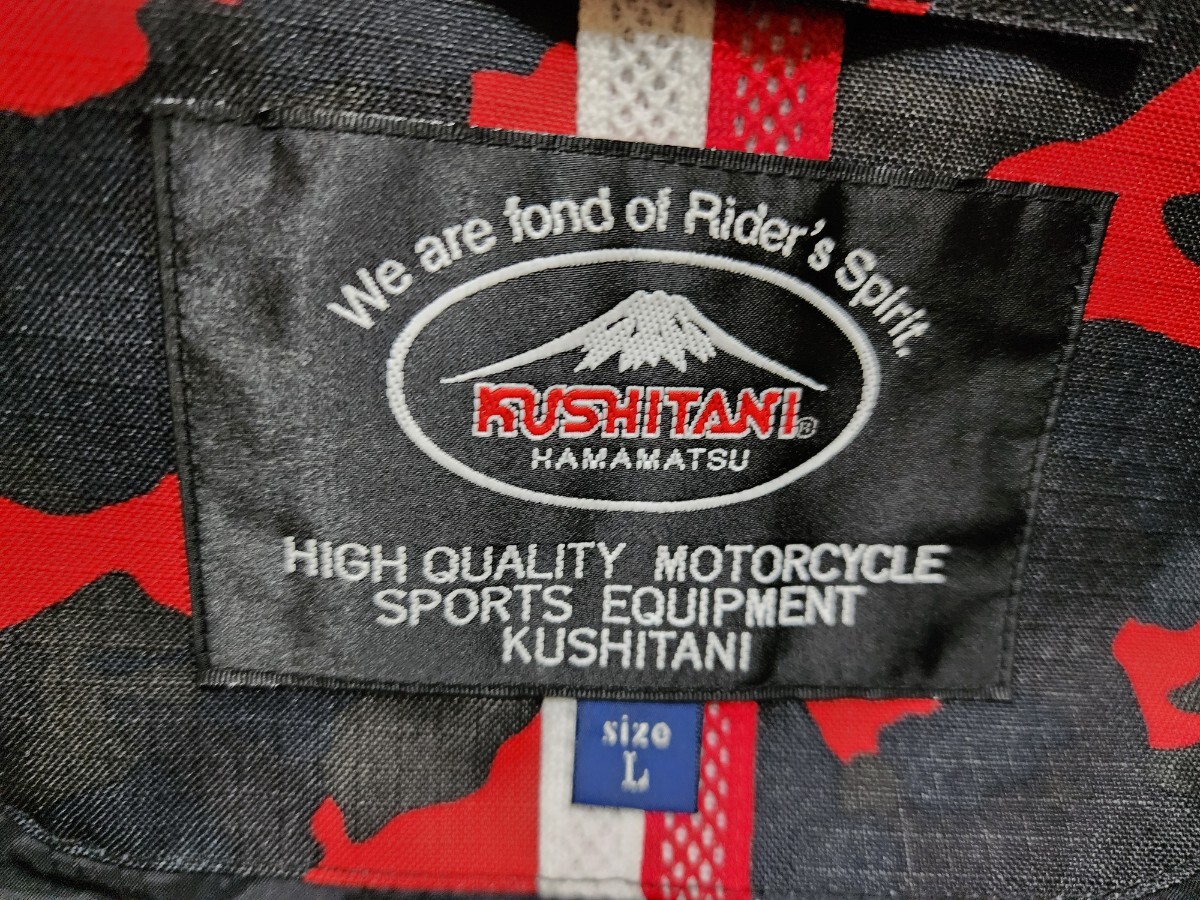 We are fond of Rider's Spirit.
KUSHITANI®
HAMAMATSU
HIGH QUALITY MOTORCYCLE
SPORTS EQUIPMENT
KUSHITANI
size
L